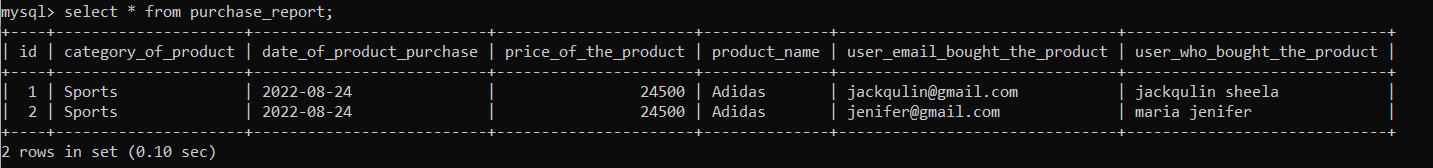 mysql> select * from purchase_report;
+----+---------------------+--------------------------+----------------------+--------------+-------------------------------+-----------------------------+
| id | category_of_product | date_of_product_purchase | price_of_the_product | product_name | user_email_bought_the_product | user_who_bought_the_product |
+----+---------------------+--------------------------+----------------------+--------------+-------------------------------+-----------------------------+
|  1 | Sports              | 2022-08-24               |                24500 | Adidas       | jackqulin@gmail.com           | jackqulin sheela            |
|  2 | Sports              | 2022-08-24               |                24500 | Adidas       | jenifer@gmail.com             | maria jenifer               |
+----+---------------------+--------------------------+----------------------+--------------+-------------------------------+-----------------------------+
2 rows in set (0.10 sec)